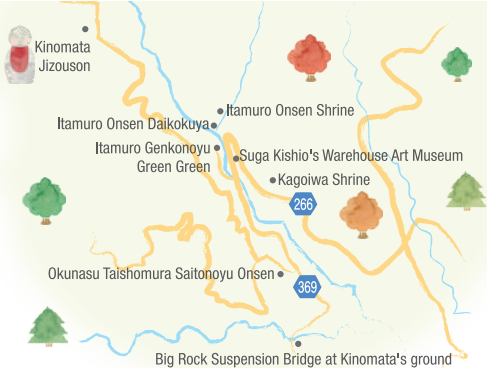 Kinomata
Jizouson
Itamuro Onsen Shrine
Itamuro Onsen Daikokuya
Itamuro Genkonoyu
Green Green
Suga Kishio's Warehouse Art Museum
Kagoiwa Shrine
266
Okunasu Taishomura Saitonoyu Onsen
369
Big Rock Suspension Bridge at Kinomata's ground